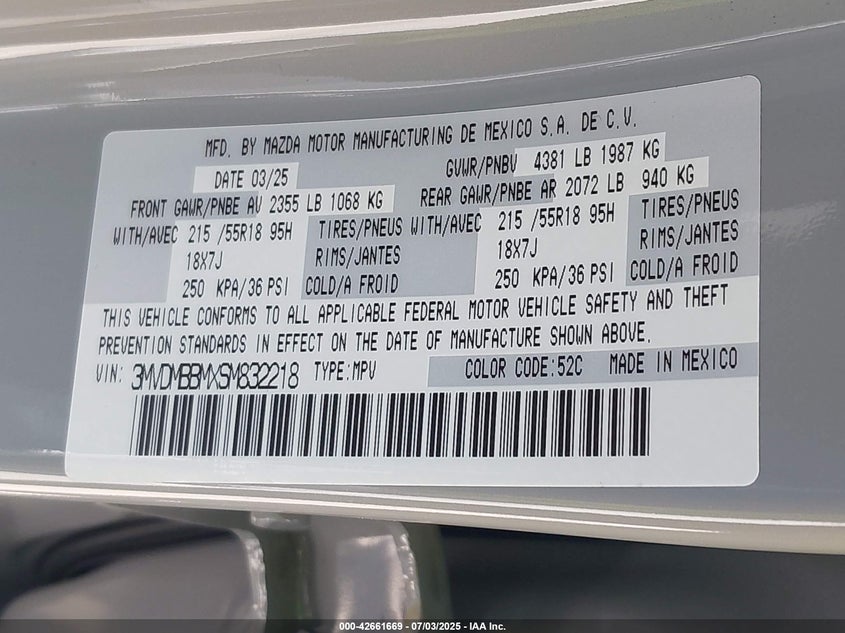 MFD. BY MAZDA MOTOR MANUFACTURING DE MEXICO S.A. DE C.V.
DATE 03/25 GVWR/PNBV 4381 LB 1987 KG
FRONT GAWR/PNBE AV 2355 LB 1068 KG REAR GAWR/PNBE AR 2072 LB 940 KG
WITH/AVEC 215 /55R18 95H TIRES/PNEUS WITH/AVEC 215 /55R18 95H TIRES/PNEUS
18X7J RIMS/JANTES 18X7J RIMS/JANTES
250 KPA/36 PSI COLD/A FROID 250 KPA/36 PSI COLD/A FROID
THIS VEHICLE CONFORMS TO ALL APPLICABLE FEDERAL MOTOR VEHICLE SAFETY AND THEFT
PREVENTION STANDARDS IN EFFECT ON THE DATE OF MANUFACTURE SHOWN ABOVE.
VIN: 3MVDMBBMXSM832218 TYPE:MPV COLOR CODE:52C MADE IN MEXICO
000-42661669 - 07/03/2025 - IAA Inc.